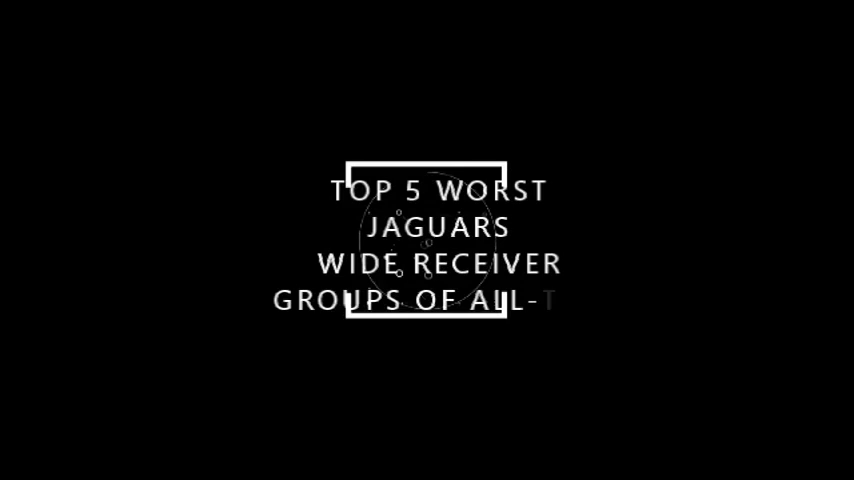 TOP 5 WORST
JAGUARS
WIDE RECEIVER
GROUPS OF ALL-T